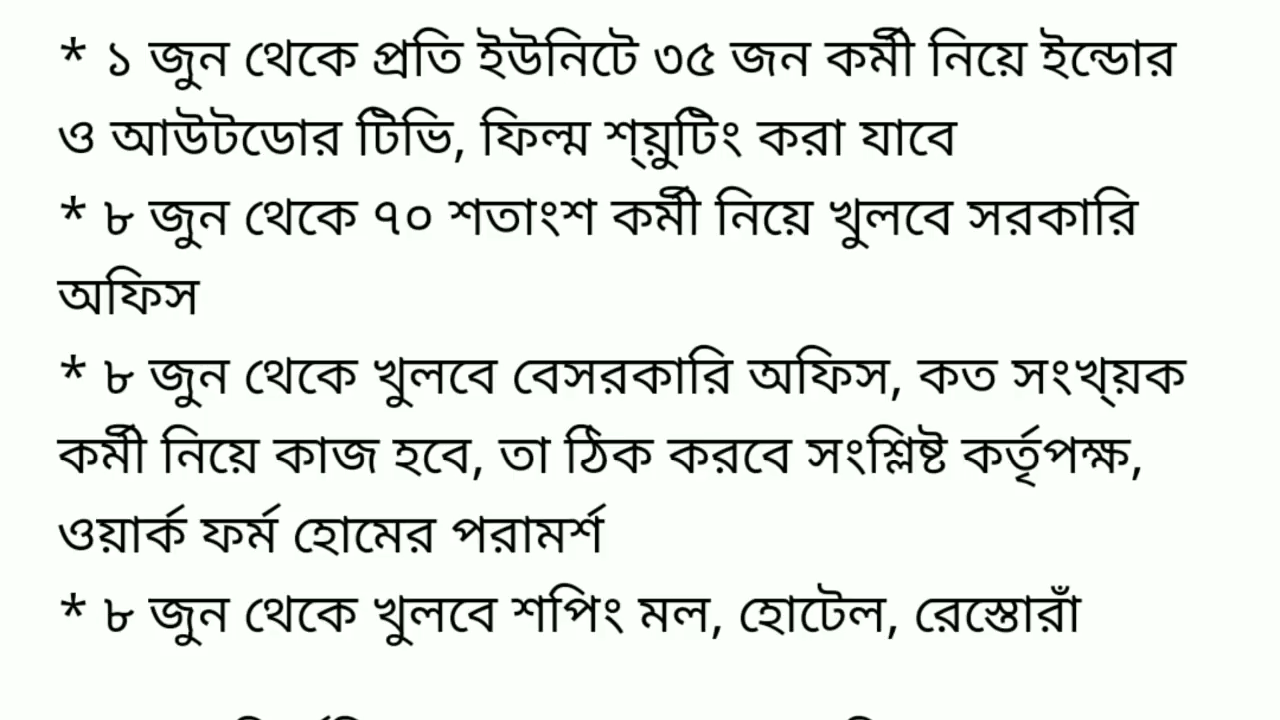 * ১ জুন থেকে প্রতি ইউনিটে ৩৫ জন কর্মী নিয়ে ইন্ডোর
ও আউটডোর টিভি, ফিল্ম শ্য়ুটিং করা যাবে
* ৮ জুন থেকে ৭০ শতাংশ কর্মী নিয়ে খুলবে সরকারি
অফিস
* ৮ জুন থেকে খুলবে বেসরকারি অফিস, কত সংখ্য়ক
কর্মী নিয়ে কাজ হবে, তা ঠিক করবে সংশ্লিষ্ট কর্তৃপক্ষ,
ওয়ার্ক ফর্ম হোমের পরামর্শ
* ৮ জুন থেকে খুলবে শপিং মল, হোটেল, রেস্তোরাঁ